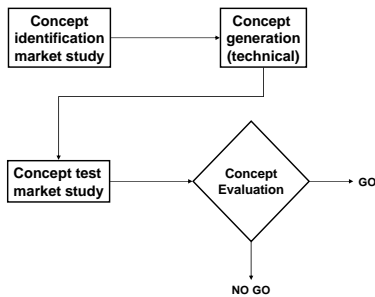 Concept
identification
market study
Concept
generation
(technical)
Concept test
market study
Concept
Evaluation
GO
NO GO